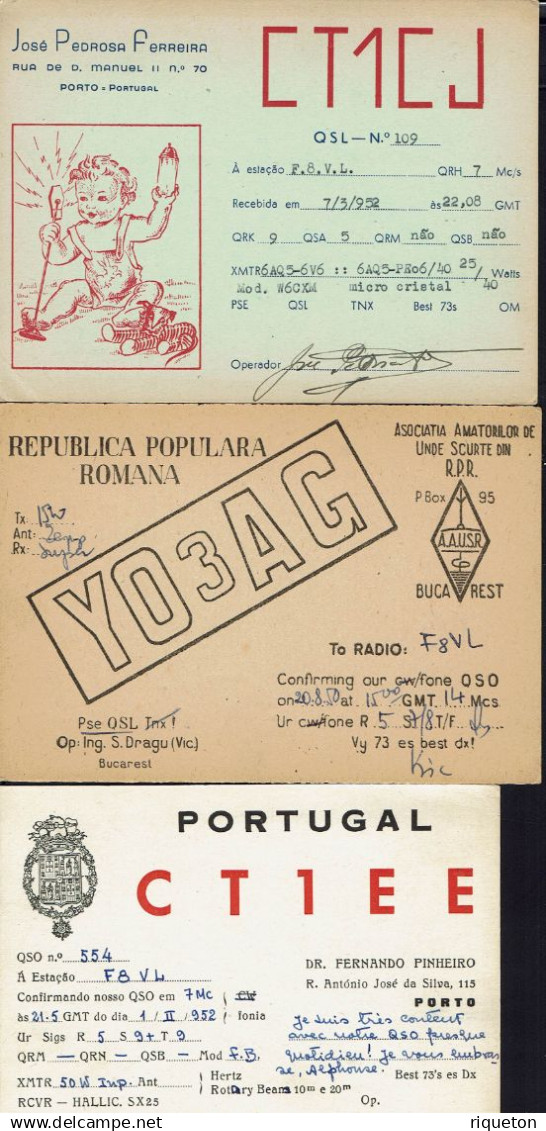 José Pedrosa Ferreira
RUA DE D. MANUEL II N.º 70
PORTO = PORTUGAL
CT1CJ
QSL — N.º 109
À estação F.8.V.L. QRH 7 Mc/s
Recebida em 7/3/952 às 22,08 GMT
QRK 9 QSA 5 QRM não QSB não
XMTR 6AQ5-6V6 :: 6AQ5-PE06/40 25/40 Watts
Mod. W6CXM micro cristal
PSE QSL TNX Best 73s OM
Operador
REPUBLICA POPULARA
ROMANA
ASOCIATIA AMATORILOR DE
UNDE SCURTE DIN
R.P.R.
P Box 95
A.A.U.S.R.
BUCAREST
Tx: 15W
Ant:
Rx:
YO3AG
To RADIO: F8VL
Confirming our cw/fone QSO
on 20.8.50 at 15 00 GMT 14 Mcs
Ur cw/fone R 5 S 7/8 T/F
Pse QSL Tnx!
Op: Ing. S. Dragu (Vic.)
Bucarest
Vy 73 es best dx!
Vic
PORTUGAL
CT1EE
QSO n.º 554
Á Estação F8VL
Confirmando nosso QSO em 7Mc
às 21-5 GMT do dia 1/II/952
cw
fonia
Ur Sigs R 5 S 9+ T 9
QRM — QRN — QSB — Mod F.B.
XMTR 50W Inp. Ant
Hertz
Rotary Beam 10m e 20m
RCVR — HALLIC. SX25
DR. FERNANDO PINHEIRO
R. António José da Silva, 115
PORTO
je suis très content
avec notre QSO presque
quotidien! je vous embras-
se, Alphonse. Best 73's es Dx
Op.
riqueton